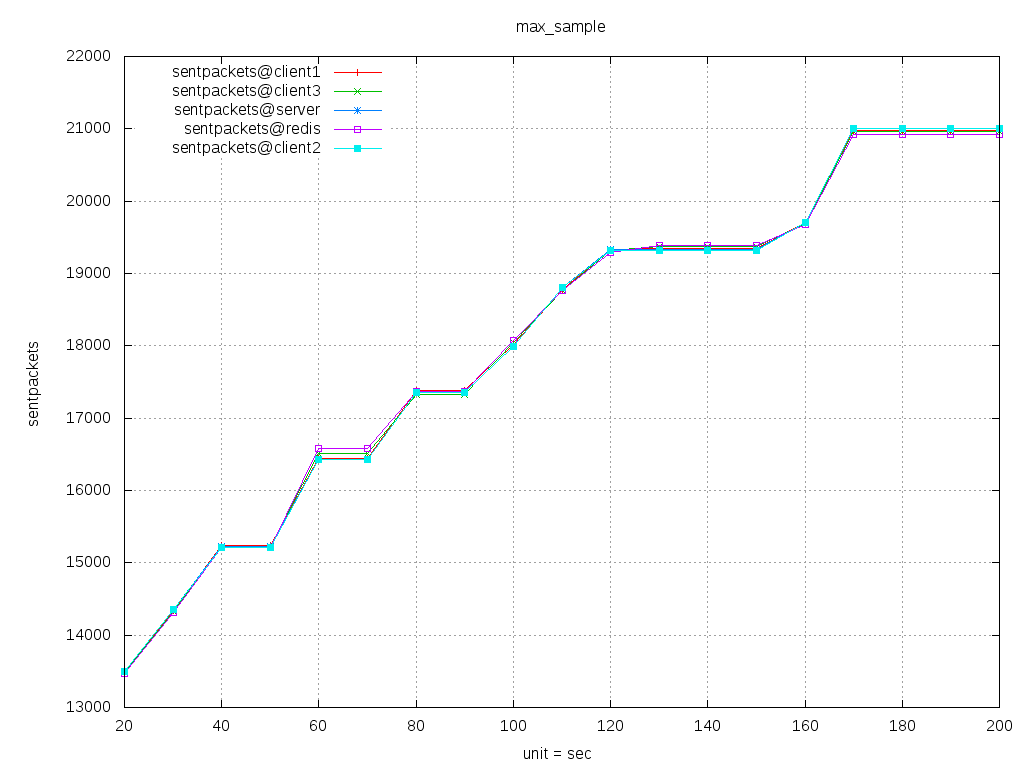 max_sample
22000
21000
20000
19000
18000
17000
16000
15000
14000
13000
sentpackets
sentpackets@client1
sentpackets@client3
sentpackets@server
sentpackets@redis
sentpackets@client2
20 40 60 80 100 120 140 160 180 200
unit = sec